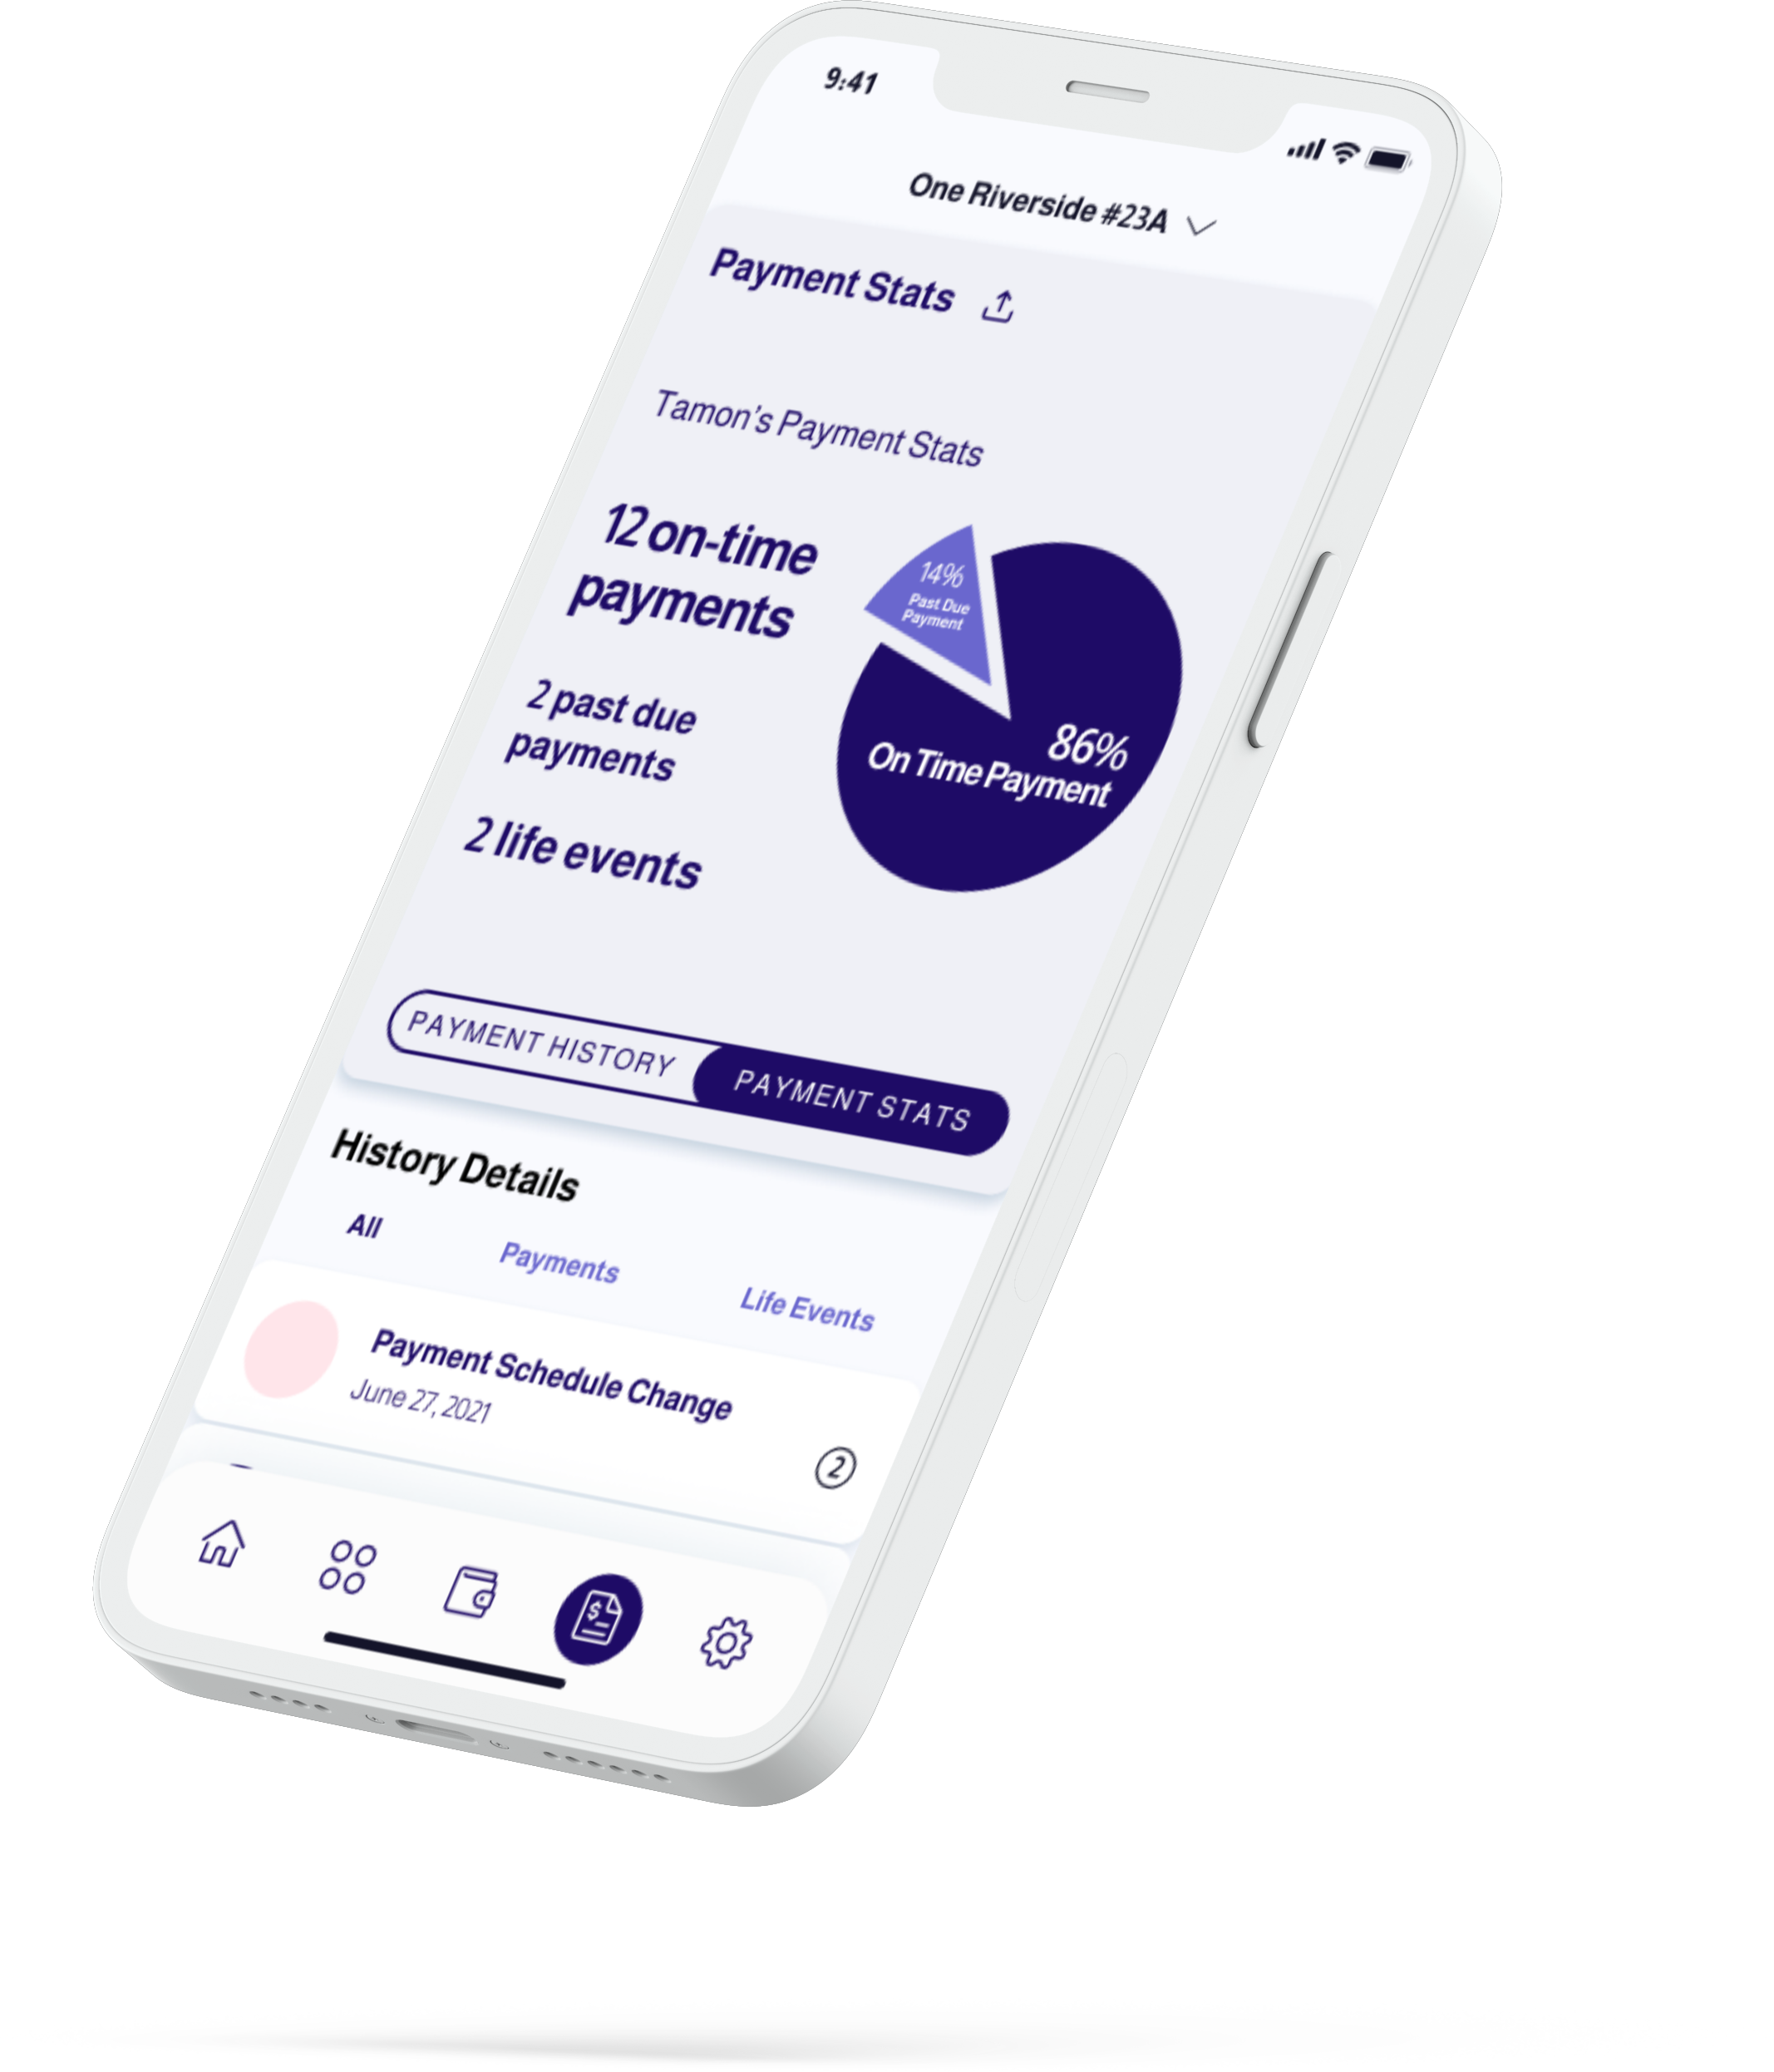 9:41
One Riverside #23A
Payment Stats
Tamon's Payment Stats
12 on-time
payments
2 past due
payments
2 life events
14%
Past Due
Payment
86%
On Time Payment
PAYMENT HISTORY
PAYMENT STATS
History Details
All
Payments
Life Events
Payment Schedule Change
June 27, 2021
2
$